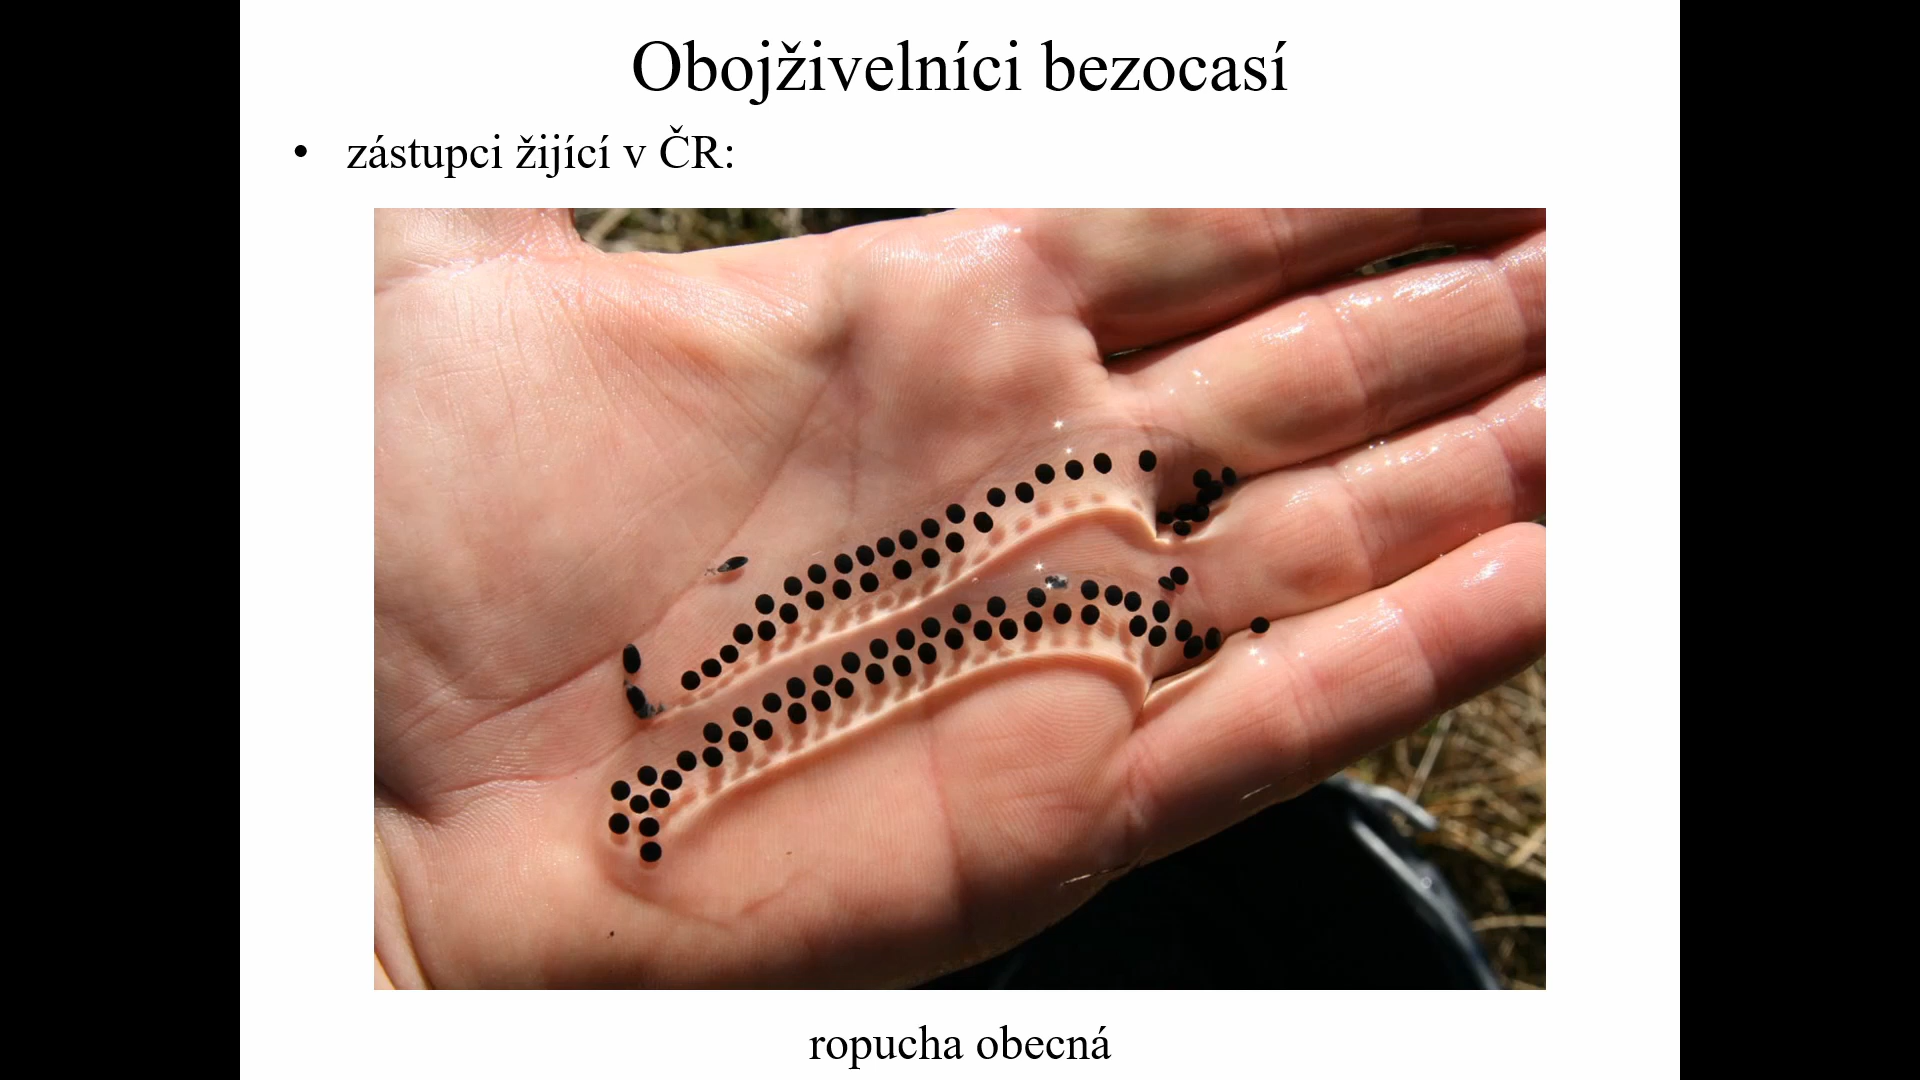 Obojživelníci bezocasí
• zástupci žijící v ČR:
ropucha obecná